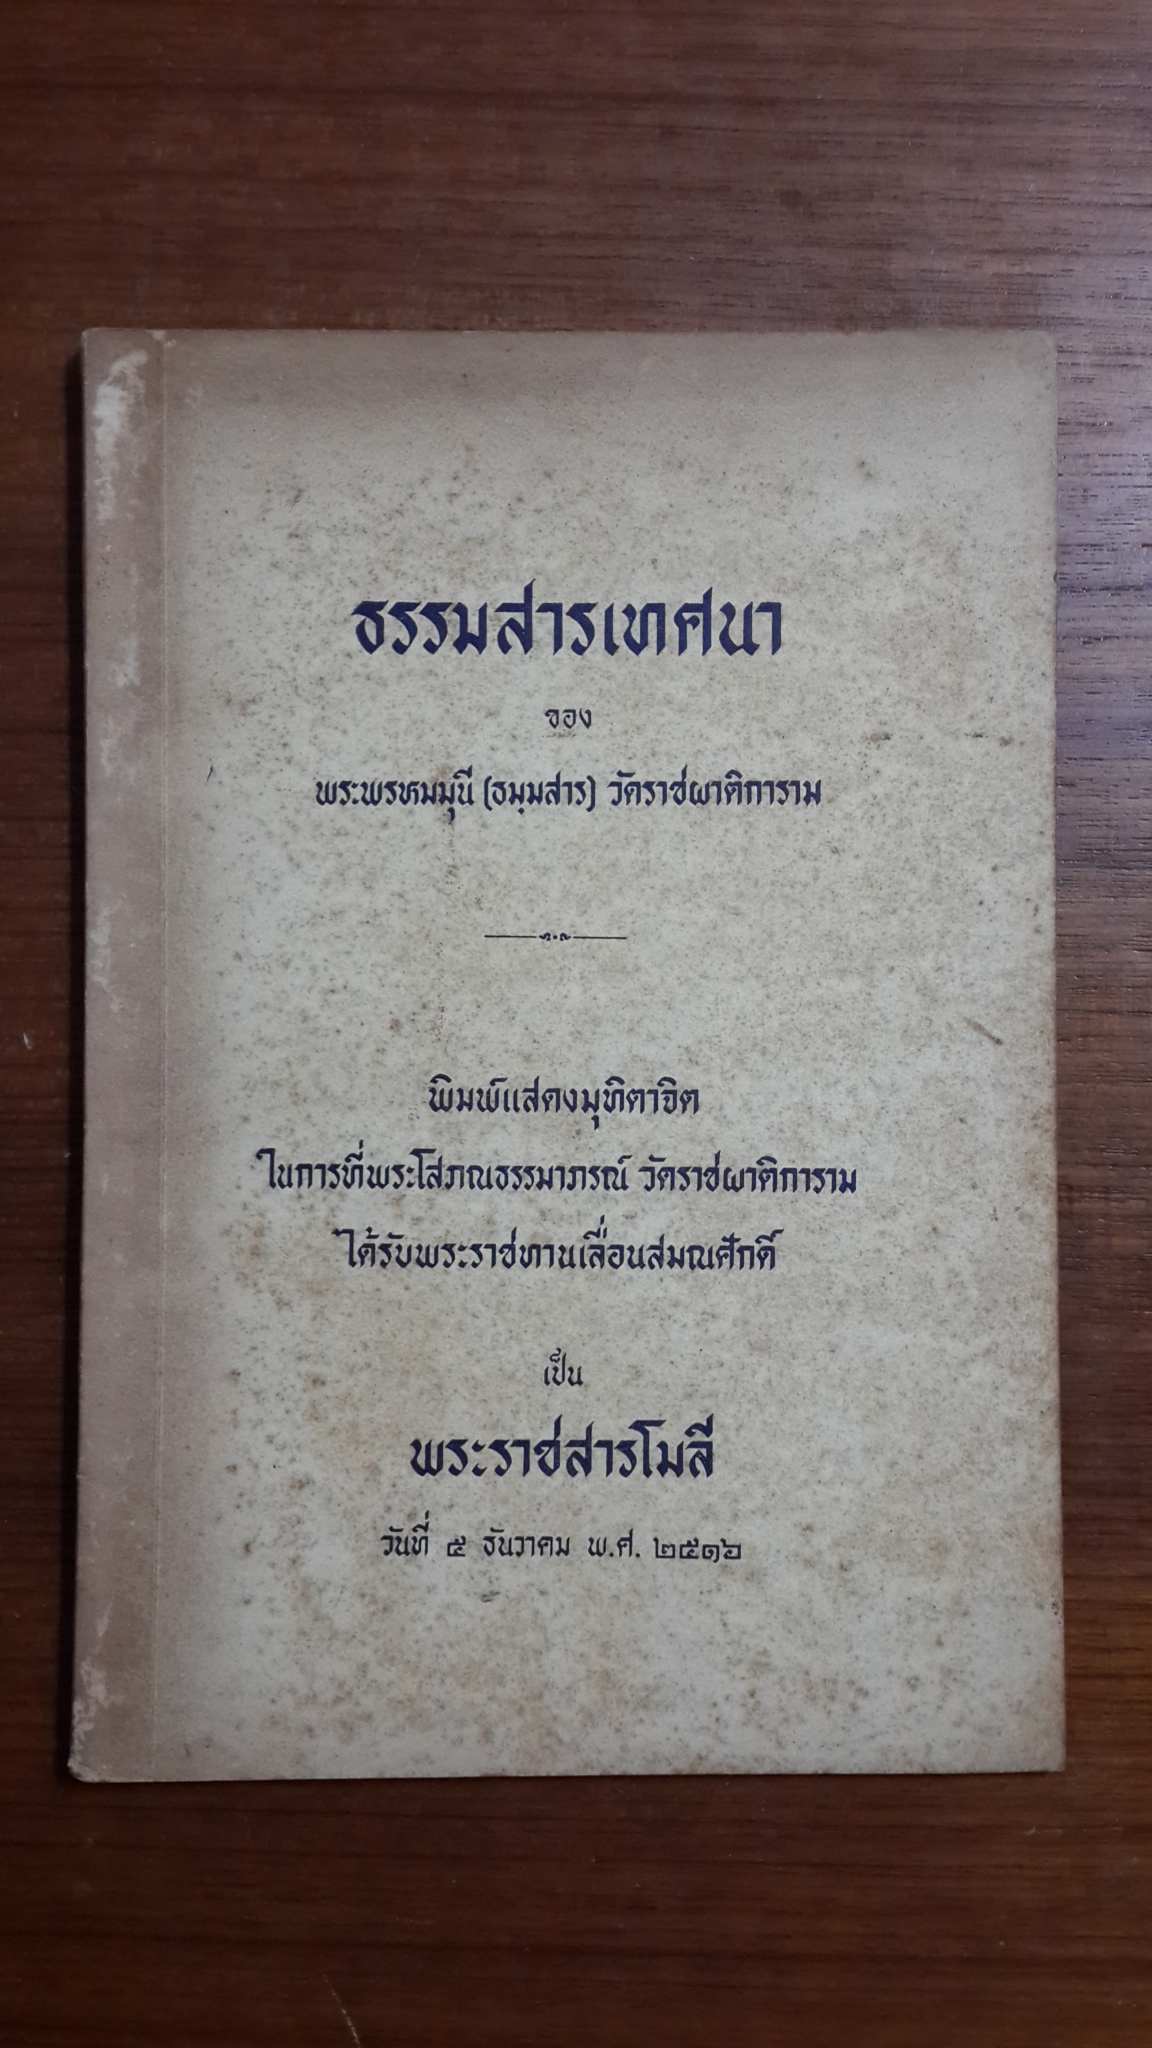 ธรรมสารเทศนา
ของ
พระพรหมมุนี (ธมฺมสาร) วัดราชผาติการาม
พิมพ์แสดงมุทิตาจิต
ในการที่พระโสภณธรรมาภรณ์ วัดราชผาติการาม
ได้รับพระราชทานเลื่อนสมณศักดิ์
เป็น
พระราชสารโมลี
วันที่ ๕ ธันวาคม พ.ศ. ๒๕๑๖